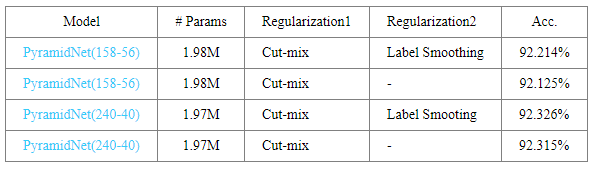 Model # Params Regularization1 Regularization2 Acc.
PyramidNet(158-56) 1.98M Cut-mix Label Smoothing 92.214%
PyramidNet(158-56) 1.98M Cut-mix - 92.125%
PyramidNet(240-40) 1.97M Cut-mix Label Smooting 92.326%
PyramidNet(240-40) 1.97M Cut-mix - 92.315%